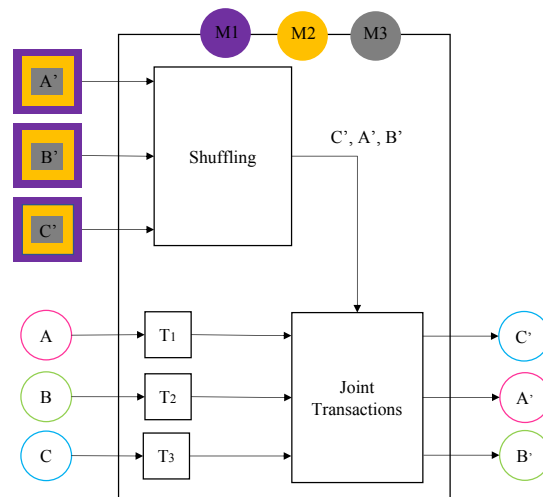 M1 M2 M3
A’
B’
C’
Shuffling
C’, A’, B’
A
B
C
T1
T2
T3
Joint
Transactions
C’
A’
B’